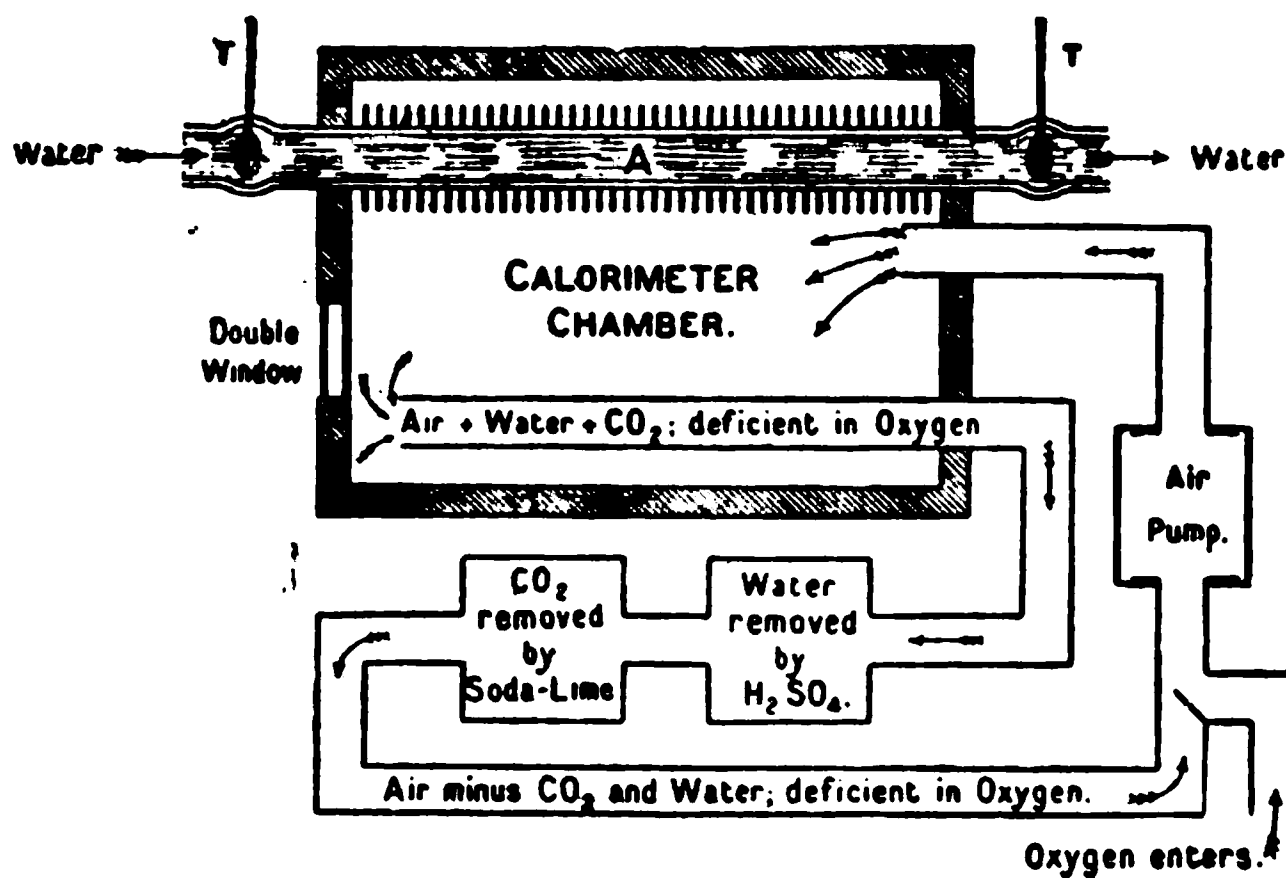 T
T
Water
A
Water
CALORIMETER
CHAMBER.
Double
Window
Air + Water + CO₂; deficient in Oxygen
Air
Pump.
CO₂
removed
by
Soda-Lime
Water
removed
by
H₂SO₄.
Air minus CO₂ and Water; deficient in Oxygen.
Oxygen enters.